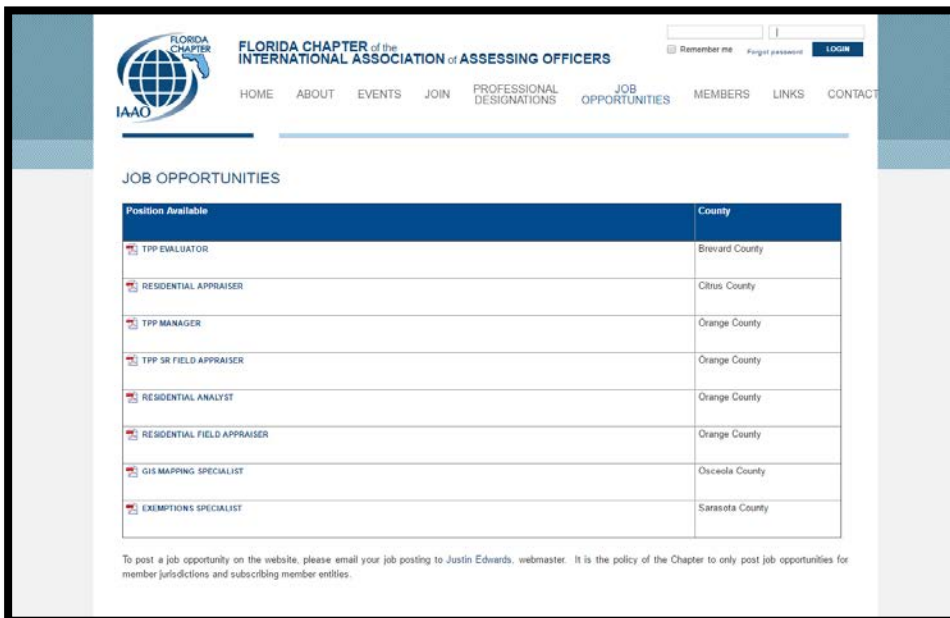 FLORIDA
CHAPTER
IAAO
FLORIDA CHAPTER of the
INTERNATIONAL ASSOCIATION of ASSESSING OFFICERS
Remember me Forgot password LOGIN
HOME ABOUT EVENTS JOIN PROFESSIONAL DESIGNATIONS JOB OPPORTUNITIES MEMBERS LINKS CONTACT
JOB OPPORTUNITIES
Position Available County
TPP EVALUATOR Brevard County
RESIDENTIAL APPRAISER Citrus County
TPP MANAGER Orange County
TPP SR FIELD APPRAISER Orange County
RESIDENTIAL ANALYST Orange County
RESIDENTIAL FIELD APPRAISER Orange County
GIS MAPPING SPECIALIST Osceola County
EXEMPTIONS SPECIALIST Sarasota County
To post a job opportunity on the website, please email your job posting to Justin Edwards, webmaster. It is the policy of the Chapter to only post job opportunities for
member jurisdictions and subscribing member entities.